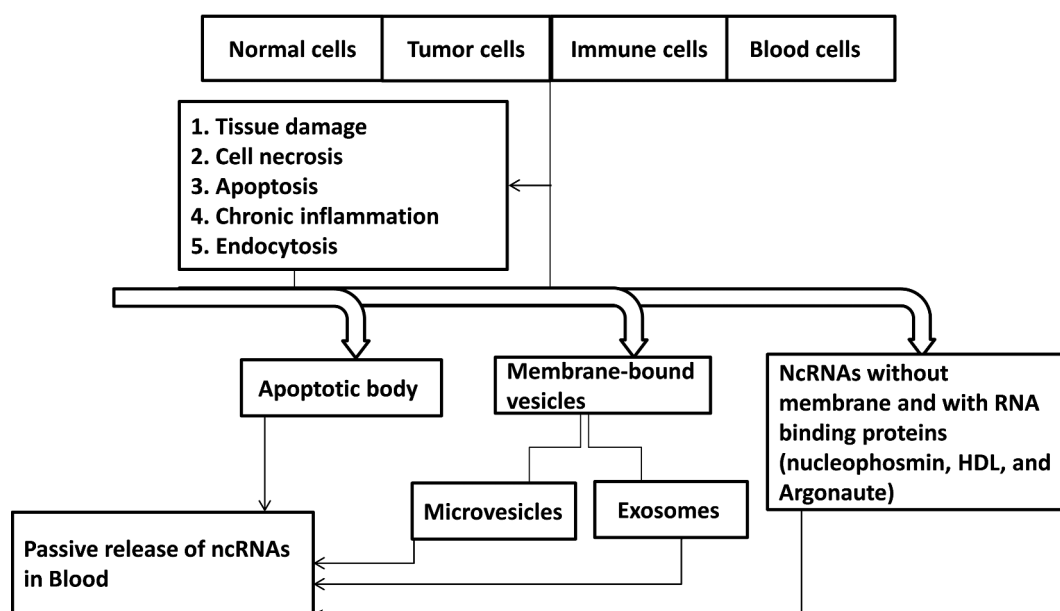 Normal cells
Tumor cells
Immune cells
Blood cells
1. Tissue damage
2. Cell necrosis
3. Apoptosis
4. Chronic inflammation
5. Endocytosis
Apoptotic body
Membrane-bound
vesicles
NcRNAs without
membrane and with RNA
binding proteins
(nucleophosmin, HDL, and
Argonaute)
Microvesicles
Exosomes
Passive release of ncRNAs
in Blood